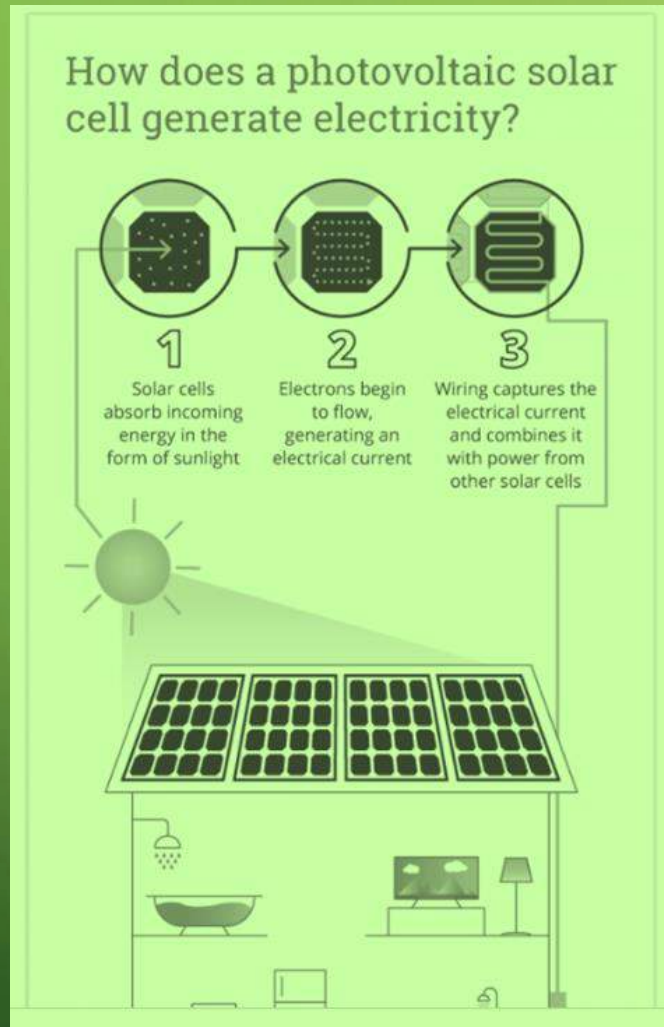 How does a photovoltaic solar
cell generate electricity?
1
Solar cells
absorb incoming
energy in the
form of sunlight
2
Electrons begin
to flow,
generating an
electrical current
3
Wiring captures the
electrical current
and combines it
with power from
other solar cells